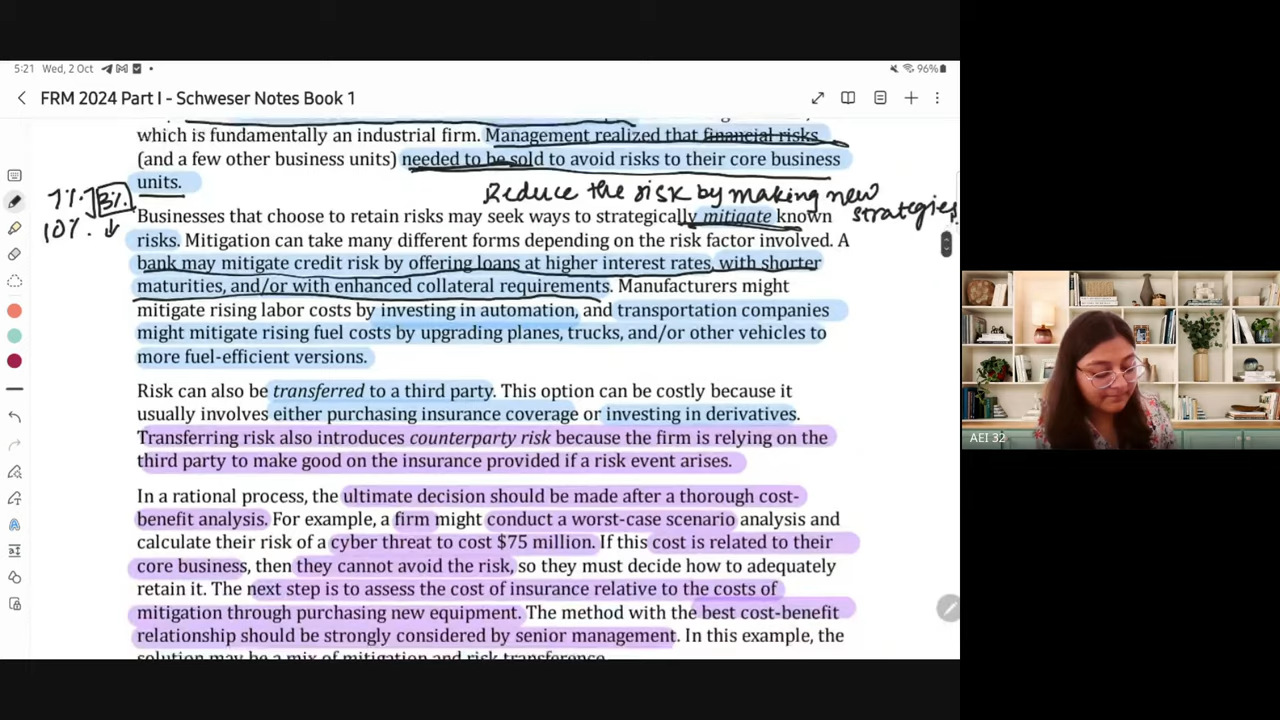 5:21 Wed, 2 Oct
96%
FRM 2024 Part I - Schweser Notes Book 1
which is fundamentally an industrial firm. Management realized that financial risks
(and a few other business units) needed to be sold to avoid risks to their core business
units.
Reduce the risk by making new
strategies.
7%. 3%.
10%.
Businesses that choose to retain risks may seek ways to strategically mitigate known
risks. Mitigation can take many different forms depending on the risk factor involved. A
bank may mitigate credit risk by offering loans at higher interest rates, with shorter
maturities, and/or with enhanced collateral requirements. Manufacturers might
mitigate rising labor costs by investing in automation, and transportation companies
might mitigate rising fuel costs by upgrading planes, trucks, and/or other vehicles to
more fuel-efficient versions.
Risk can also be transferred to a third party. This option can be costly because it
usually involves either purchasing insurance coverage or investing in derivatives.
Transferring risk also introduces counterparty risk because the firm is relying on the
third party to make good on the insurance provided if a risk event arises.
In a rational process, the ultimate decision should be made after a thorough cost-
benefit analysis. For example, a firm might conduct a worst-case scenario analysis and
calculate their risk of a cyber threat to cost $75 million. If this cost is related to their
core business, then they cannot avoid the risk, so they must decide how to adequately
retain it. The next step is to assess the cost of insurance relative to the costs of
mitigation through purchasing new equipment. The method with the best cost-benefit
relationship should be strongly considered by senior management. In this example, the
solution may be a mix of mitigation and risk transference.
AEI 32